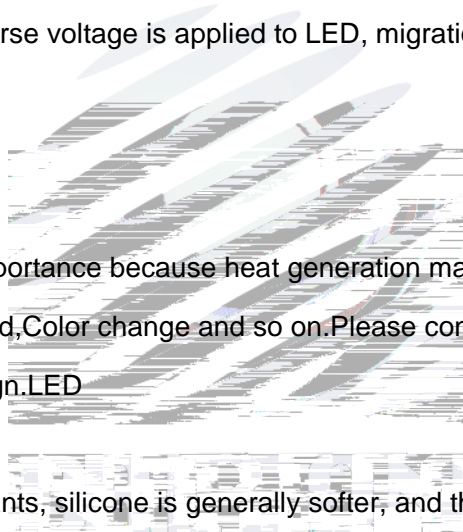 rse voltage is applied to LED, migratio
portance because heat generation ma
d,Color change and so on.Please con
gn.LED
nts, silicone is generally softer, and th